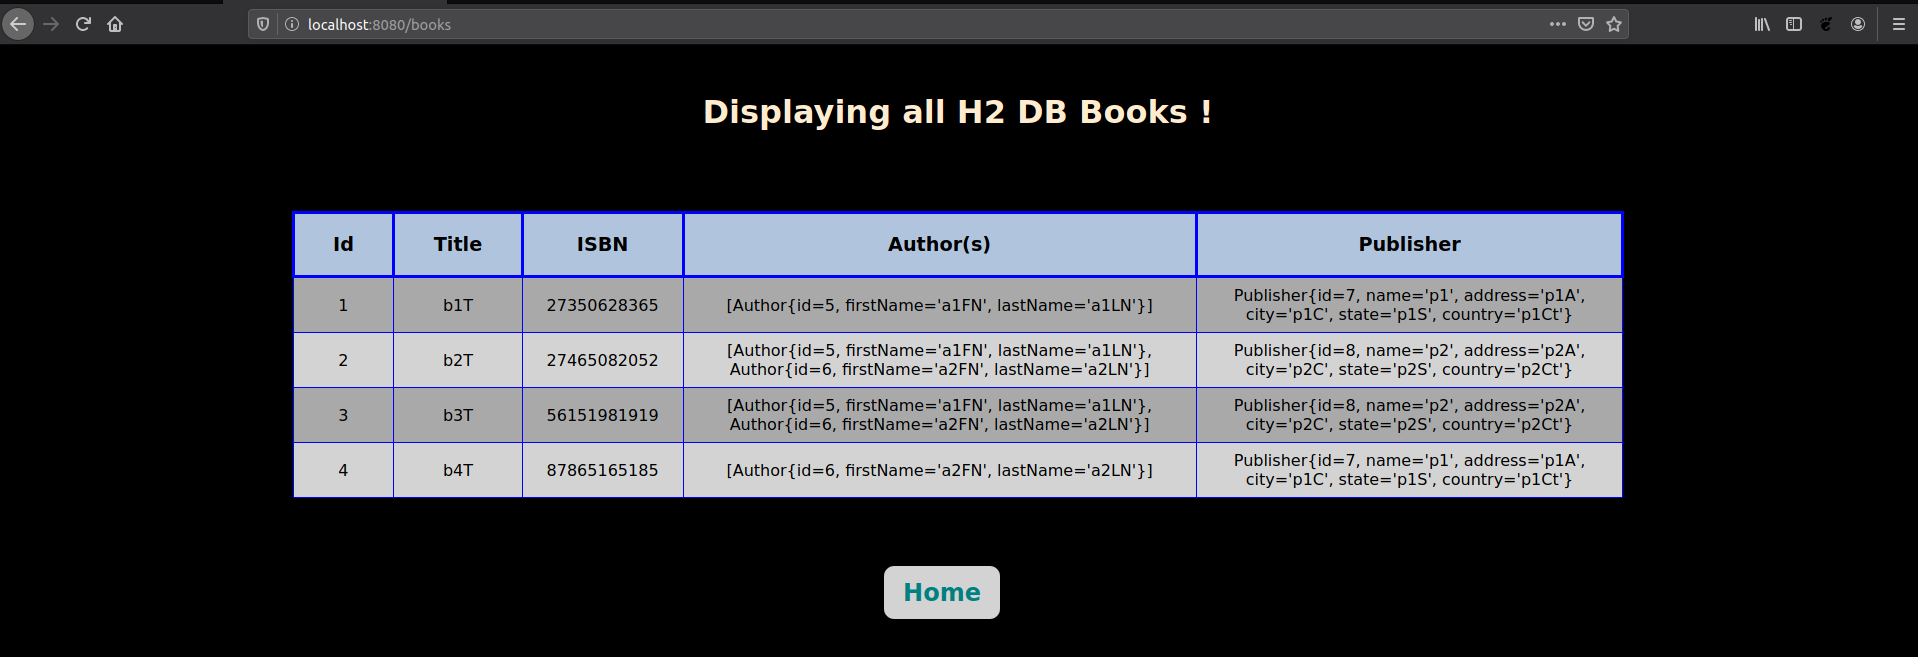 localhost:8080/books
Displaying all H2 DB Books !
Id Title ISBN Author(s) Publisher
1 b1T 27350628365 [Author{id=5, firstName='a1FN', lastName='a1LN'}] Publisher{id=7, name='p1', address='p1A',
city='p1C', state='p1S', country='p1Ct'}
2 b2T 27465082052 [Author{id=5, firstName='a1FN', lastName='a1LN'}, Publisher{id=8, name='p2', address='p2A',
Author{id=6, firstName='a2FN', lastName='a2LN'}] city='p2C', state='p2S', country='p2Ct'}
3 b3T 56151981919 [Author{id=5, firstName='a1FN', lastName='a1LN'}, Publisher{id=8, name='p2', address='p2A',
Author{id=6, firstName='a2FN', lastName='a2LN'}] city='p2C', state='p2S', country='p2Ct'}
4 b4T 87865165185 [Author{id=6, firstName='a2FN', lastName='a2LN'}] Publisher{id=7, name='p1', address='p1A',
city='p1C', state='p1S', country='p1Ct'}
Home